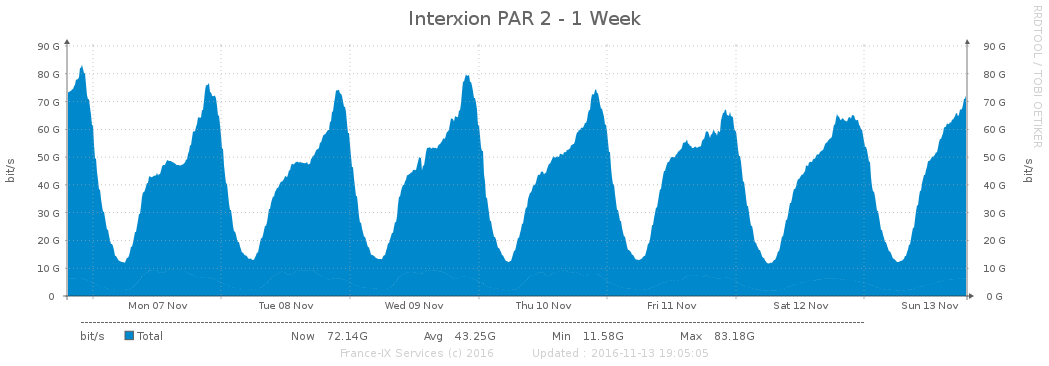 Interxion PAR 2 - 1 Week
RRDTOOL / TOBI OETIKER
90 G 90 G
80 G 80 G
70 G 70 G
60 G 60 G
50 G 50 G
40 G 40 G
30 G 30 G
20 G 20 G
10 G 10 G
0 0 G
bit/s
bit/s
Mon 07 Nov Tue 08 Nov Wed 09 Nov Thu 10 Nov Fri 11 Nov Sat 12 Nov Sun 13 Nov
bit/s Total Now 72.14G Avg 43.25G Min 11.58G Max 83.18G
France-IX Services (c) 2016 Updated : 2016-11-13 19:05:05